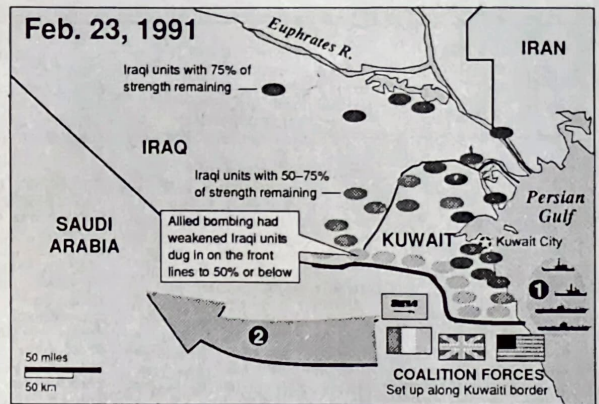 Feb. 23, 1991
Euphrates R.
IRAN
Iraqi units with 75% of
strength remaining
IRAQ
Iraqi units with 50–75%
of strength remaining
Persian
Gulf
Allied bombing had
weakened Iraqi units
dug in on the front
lines to 50% or below
SAUDI
ARABIA
KUWAIT
Kuwait City
1
2
50 miles
50 km
COALITION FORCES
Set up along Kuwaiti border